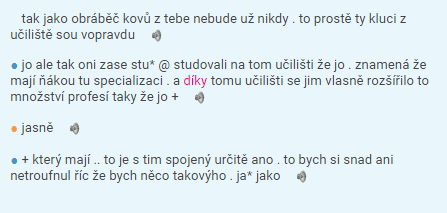 tak jako obráběč kovů z tebe nebude už nikdy . to prostě ty kluci z
učiliště sou vopravdu
jo ale tak oni zase stu* @ studovali na tom učilišti že jo . znamená že
mají ňákou tu specializaci . a díky tomu učilišti se jim vlasně rozšířilo to
množství profesí taky že jo +
jasně
+ který mají .. to je s tim spojený určitě ano . to bych si snad ani
netroufnul říc že bych něco takovýho . ja* jako